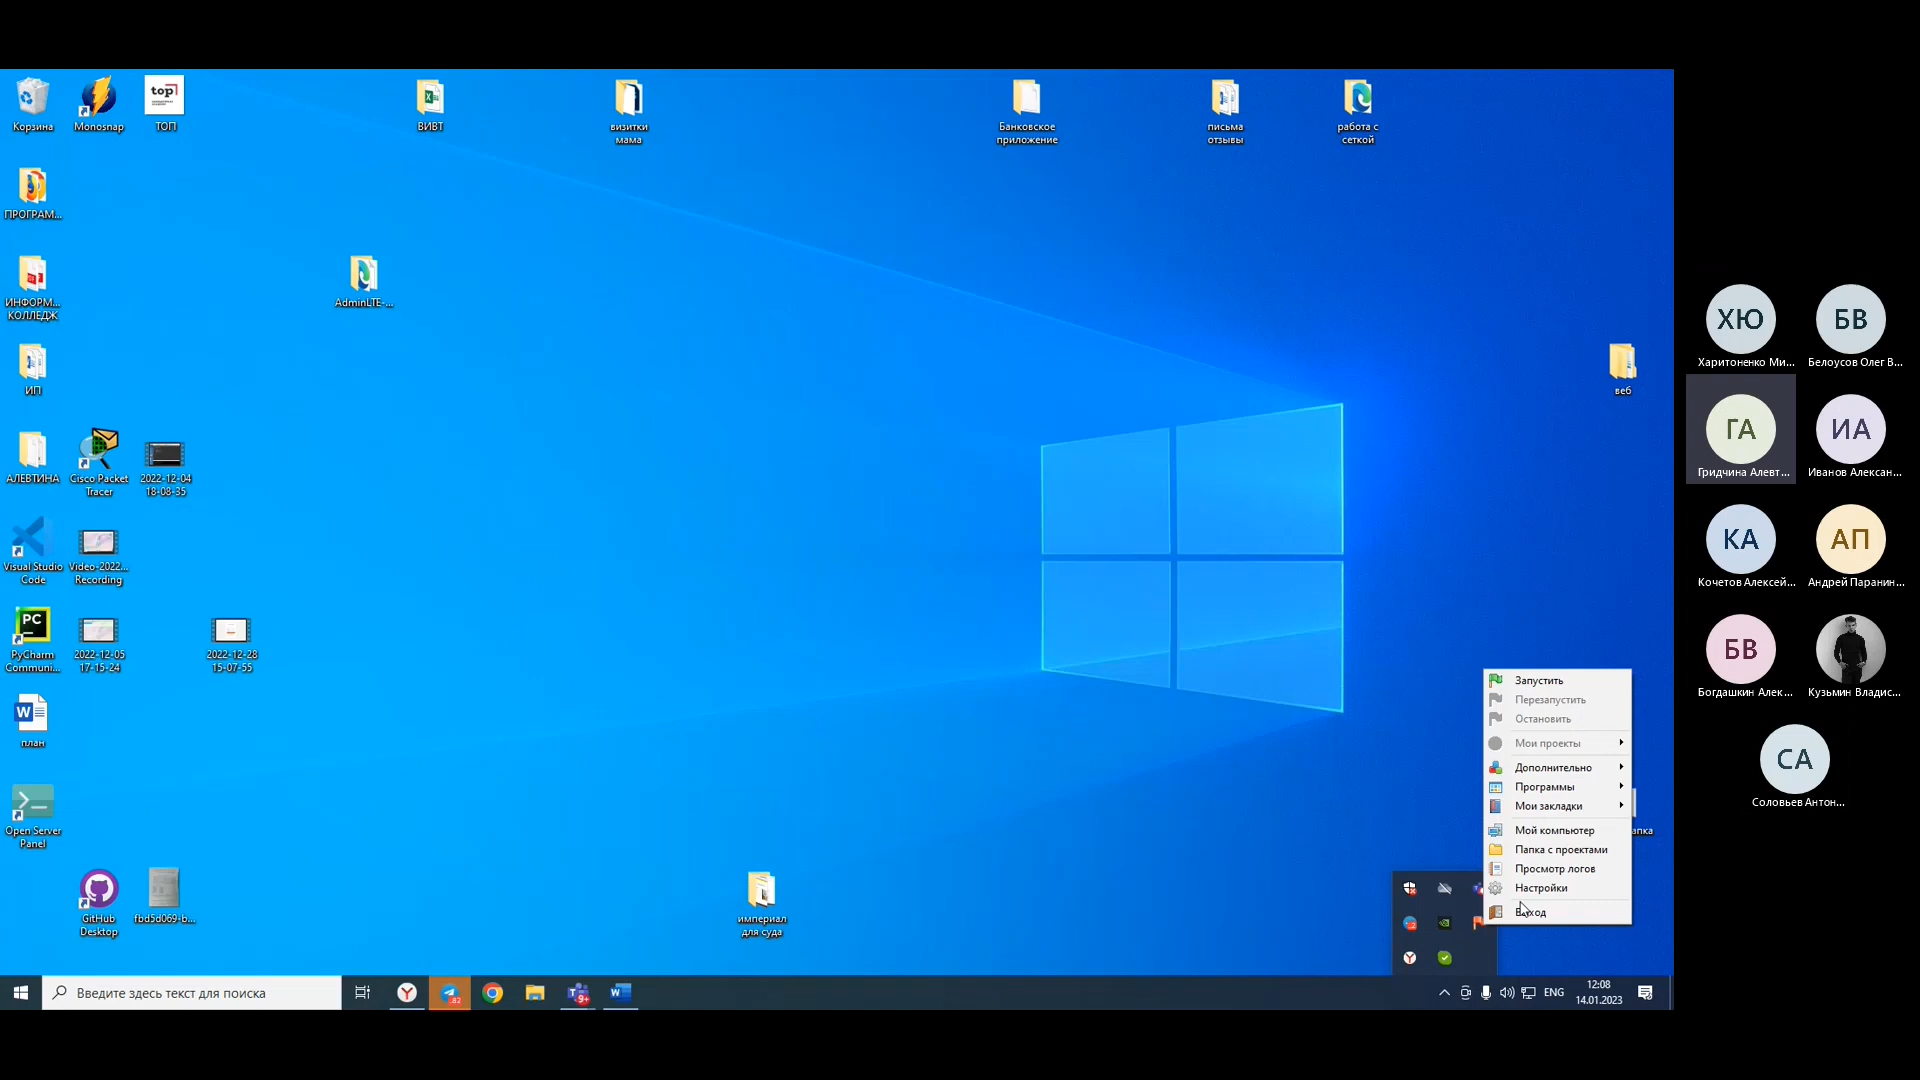 Корзина
Monosnap
top
ТОП
ВИВТ
визитки
мама
Банковское
приложение
письма
отзывы
работа с
сеткой
ПРОГРАМ...
ИНФОРМ...
КОЛЛЕДЖ
AdminLTE-...
ИП
веб
АЛЕВТИНА
Cisco Packet
Tracer
2022-12-04
18-08-35
Visual Studio
Code
Video-2022...
Recording
PC
PyCharm
Communi...
2022-12-05
17-15-24
2022-12-28
15-07-55
W
план
Open Server
Panel
GitHub
Desktop
fbd5d069-b...
империал
для суда
Запустить
Перезапустить
Остановить
Мои проекты
Дополнительно
Программы
Мои закладки
Мой компьютер
Папка с проектами
Просмотр логов
Настройки
Выход
апка
Введите здесь текст для поиска
82
9+
W
ENG
12:08
14.01.2023
ХЮ
Харитоненко Ми...
БВ
Белоусов Олег В...
ГА
Гридчина Алевт...
ИА
Иванов Алексан...
КА
Кочетов Алексей...
АП
Андрей Паранин...
БВ
Богдашкин Алек...
Кузьмин Владис...
СА
Соловьев Антон...